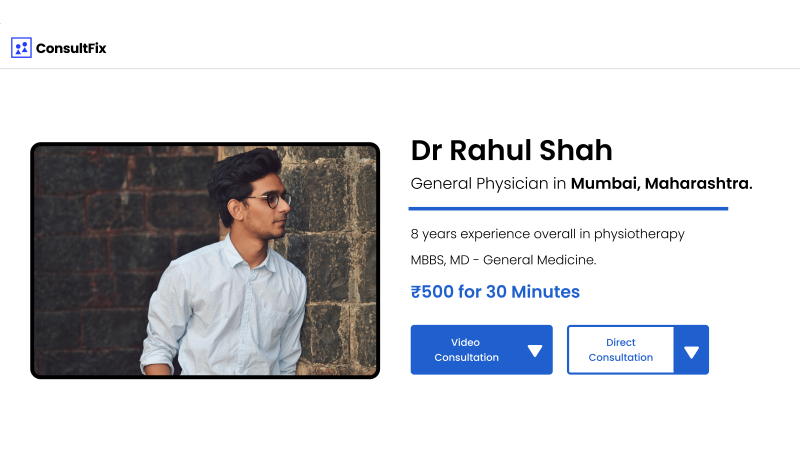 ConsultFix
Dr Rahul Shah
General Physician in Mumbai, Maharashtra.
8 years experience overall in physiotherapy
MBBS, MD - General Medicine.
₹500 for 30 Minutes
Video
Consultation
Direct
Consultation